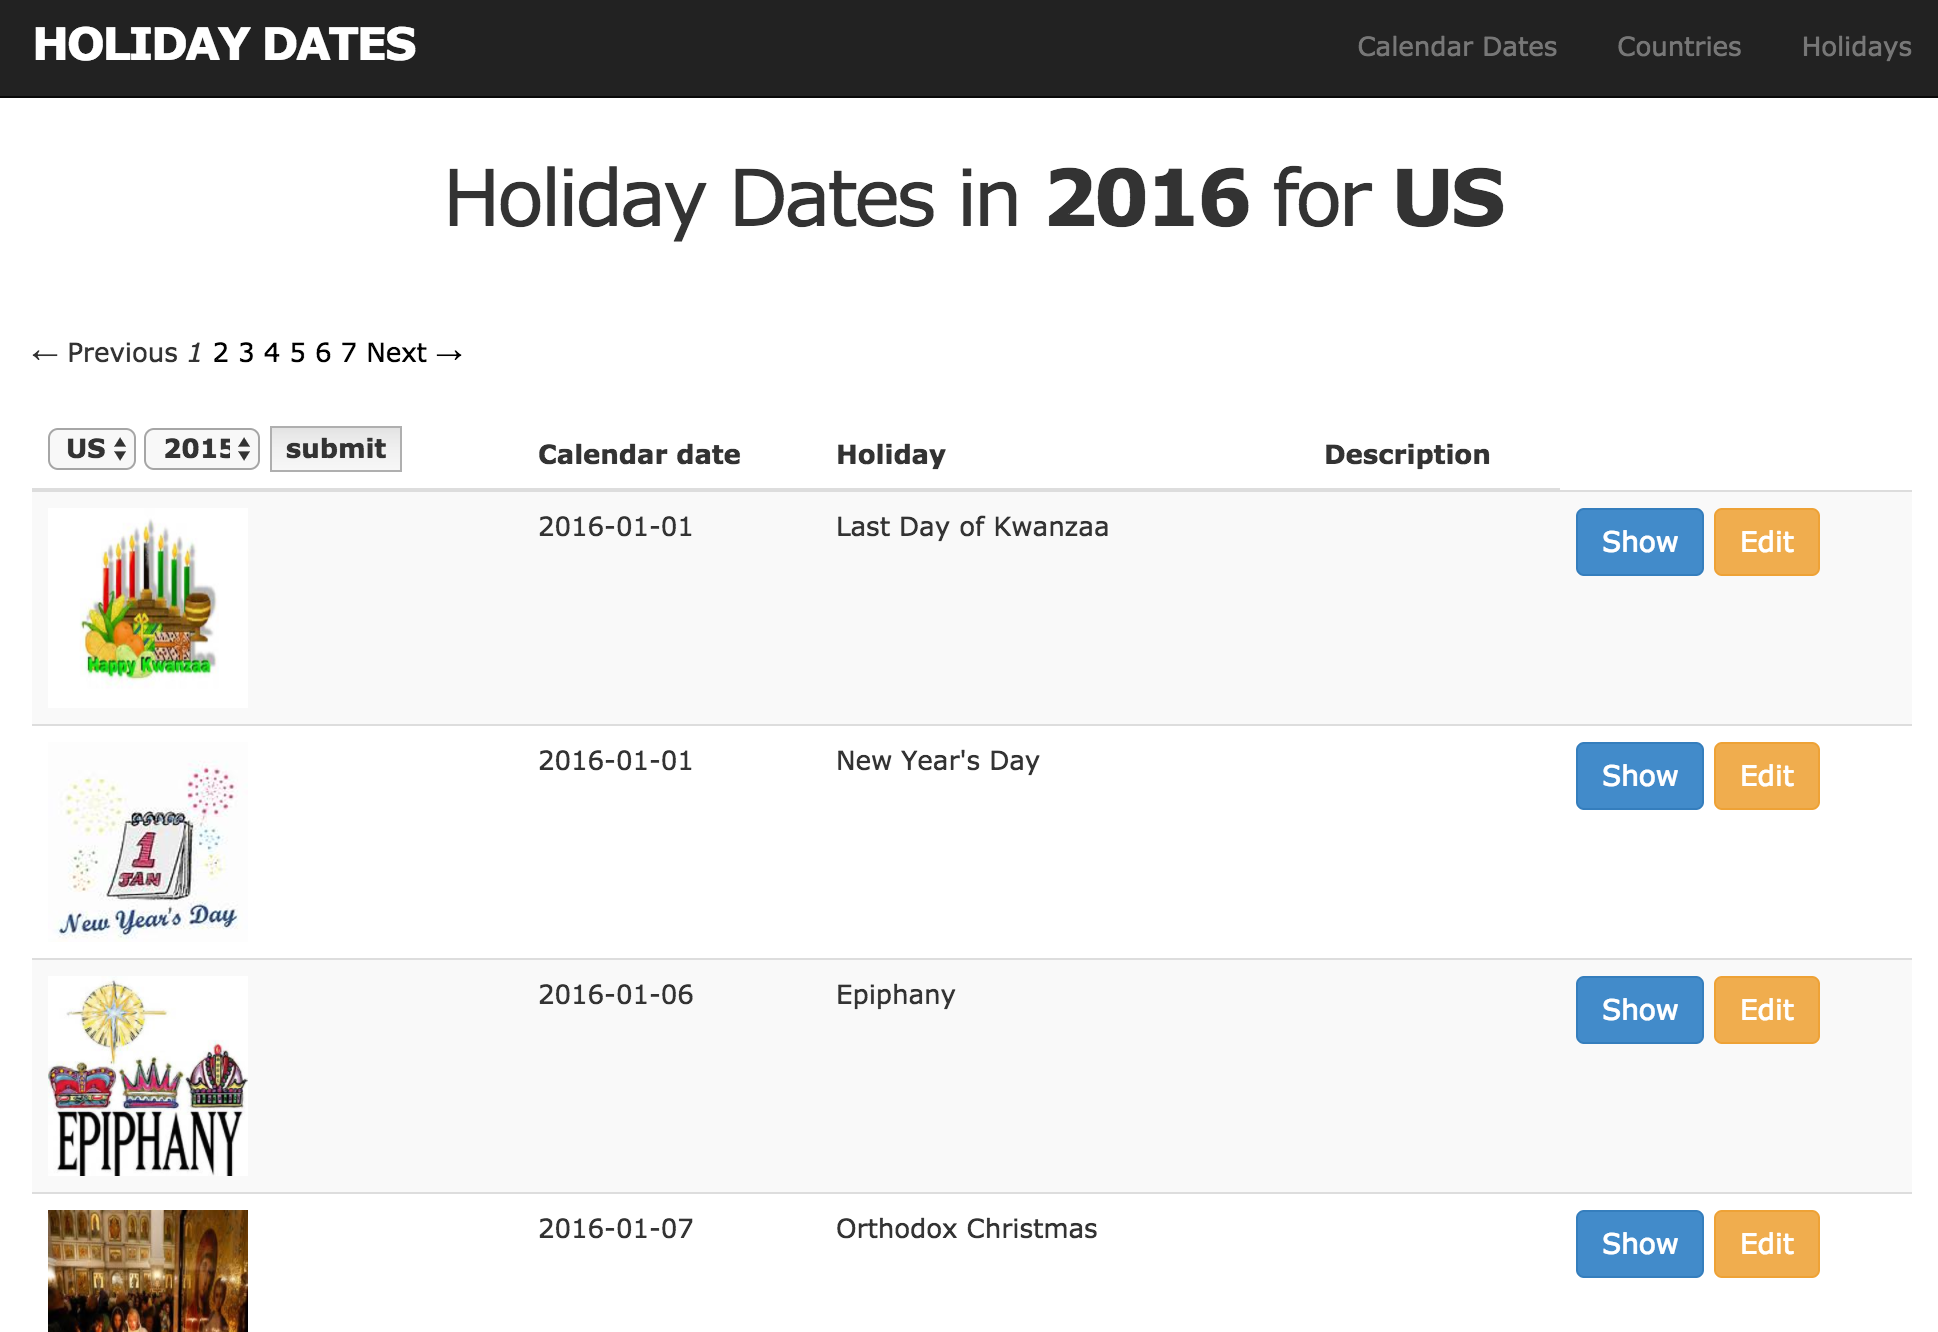 HOLIDAY DATES Calendar Dates Countries Holidays
Holiday Dates in 2016 for US
← Previous 1 2 3 4 5 6 7 Next →
US 2015 submit Calendar date Holiday Description
2016-01-01 Last Day of Kwanzaa Show Edit
Happy Kwanzaa
2016-01-01 New Year's Day Show Edit
1
JAN
New Year's Day
2016-01-06 Epiphany Show Edit
EPIPHANY
2016-01-07 Orthodox Christmas Show Edit